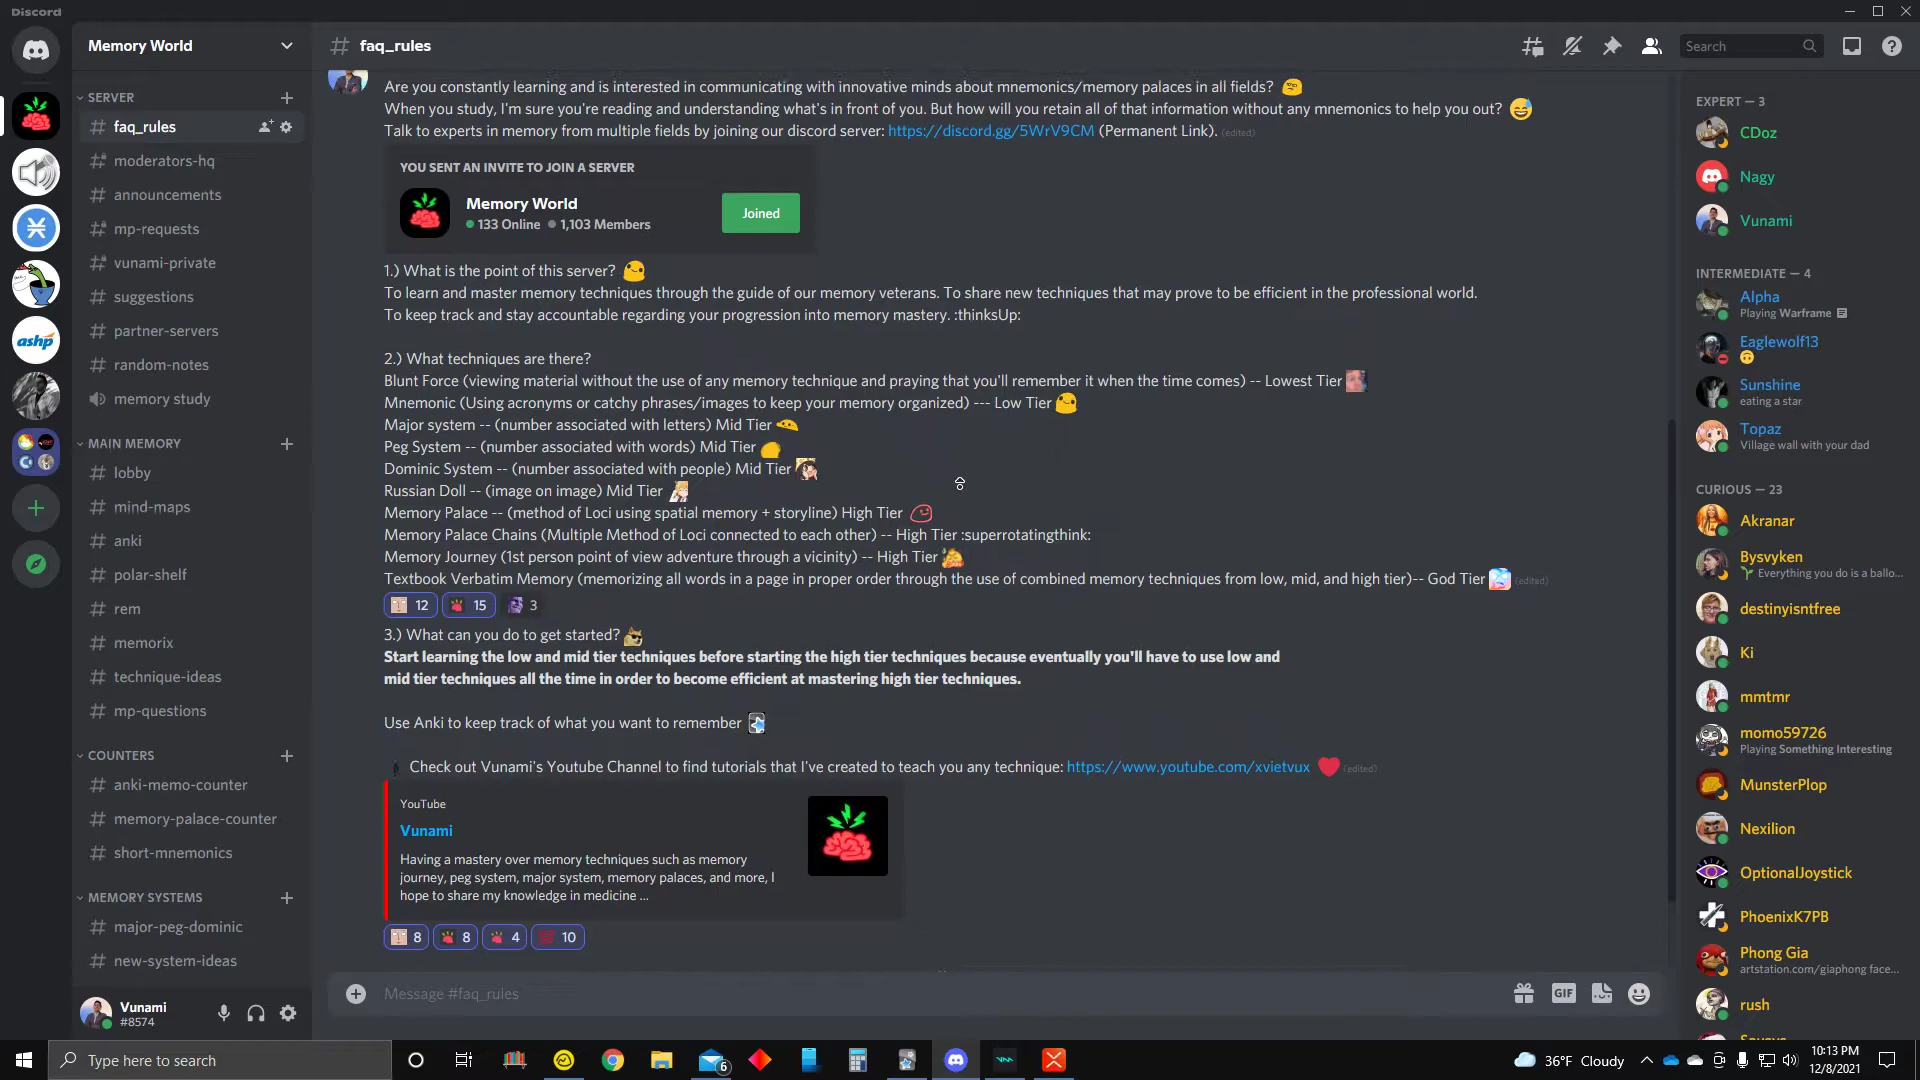 Discord
Memory World
SERVER
faq_rules
moderators-hq
announcements
mp-requests
vunami-private
suggestions
partner-servers
random-notes
memory study
MAIN MEMORY
lobby
mind-maps
anki
polar-shelf
rem
memorix
technique-ideas
mp-questions
COUNTERS
anki-memo-counter
memory-palace-counter
short-mnemonics
MEMORY SYSTEMS
major-peg-dominic
new-system-ideas
Vunami
#8574
ashp
# faq_rules
Search
Are you constantly learning and is interested in communicating with innovative minds about mnemonics/memory palaces in all fields?
When you study, I'm sure you're reading and understanding what's in front of you. But how will you retain all of that information without any mnemonics to help you out?
Talk to experts in memory from multiple fields by joining our discord server: https://discord.gg/5WrV9CM (Permanent Link). (edited)
YOU SENT AN INVITE TO JOIN A SERVER
Memory World
133 Online 1,103 Members
Joined
1.) What is the point of this server?
To learn and master memory techniques through the guide of our memory veterans. To share new techniques that may prove to be efficient in the professional world.
To keep track and stay accountable regarding your progression into memory mastery. :thinksUp:
2.) What techniques are there?
Blunt Force (viewing material without the use of any memory technique and praying that you'll remember it when the time comes) -- Lowest Tier
Mnemonic (Using acronyms or catchy phrases/images to keep your memory organized) --- Low Tier
Major system -- (number associated with letters) Mid Tier
Peg System -- (number associated with words) Mid Tier
Dominic System -- (number associated with people) Mid Tier
Russian Doll -- (image on image) Mid Tier
Memory Palace -- (method of Loci using spatial memory + storyline) High Tier
Memory Palace Chains (Multiple Method of Loci connected to each other) -- High Tier :superrotatingthink:
Memory Journey (1st person point of view adventure through a vicinity) -- High Tier
Textbook Verbatim Memory (memorizing all words in a page in proper order through the use of combined memory techniques from low, mid, and high tier)-- God Tier (edited)
12 15 3
3.) What can you do to get started?
Start learning the low and mid tier techniques before starting the high tier techniques because eventually you'll have to use low and
mid tier techniques all the time in order to become efficient at mastering high tier techniques.
Use Anki to keep track of what you want to remember
Check out Vunami's Youtube Channel to find tutorials that I've created to teach you any technique: https://www.youtube.com/xvietvux (edited)
YouTube
Vunami
Having a mastery over memory techniques such as memory
journey, peg system, major system, memory palaces, and more, I
hope to share my knowledge in medicine ...
8 8 4 10
Message #faq_rules
GIF
EXPERT — 3
CDoz
Nagy
Vunami
INTERMEDIATE — 4
Alpha
Playing Warframe
Eaglewolf13
Sunshine
eating a star
Topaz
Village wall with your dad
CURIOUS — 23
Akranar
Bysvyken
Everything you do is a ballo...
destinyisntfree
Ki
mmtmr
momo59726
Playing Something Interesting
MunsterPlop
Nexilion
OptionalJoystick
PhoenixK7PB
Phong Gia
artstation.com/giaphong face...
rush
Type here to search
6
36°F Cloudy
10:13 PM
12/8/2021